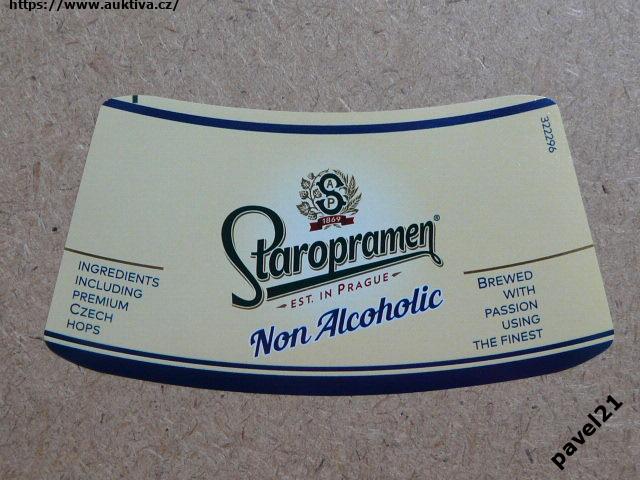 https://www.auktiva.cz/
322296
S
A
P
1869
Staropramen®
EST. IN PRAGUE
Non Alcoholic
INGREDIENTS
INCLUDING
PREMIUM
CZECH
HOPS
BREWED
WITH
PASSION
USING
THE FINEST
pavel21